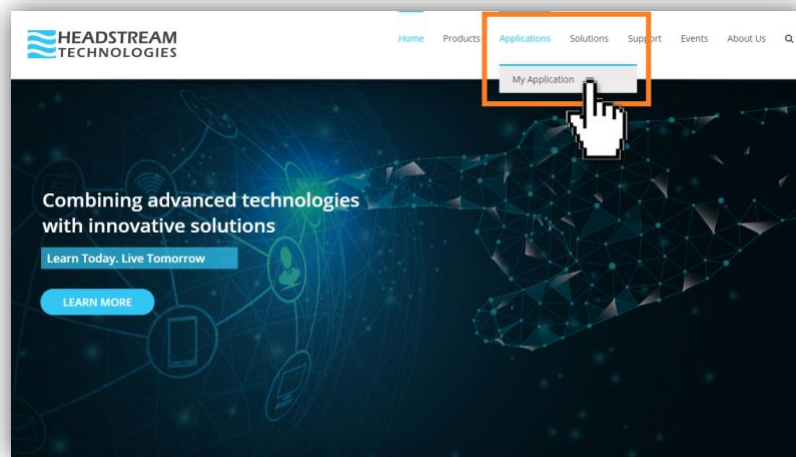 HEADSTREAM
TECHNOLOGIES
Home Products Applications Solutions Support Events About Us
My Application
Combining advanced technologies
with innovative solutions
Learn Today. Live Tomorrow
LEARN MORE